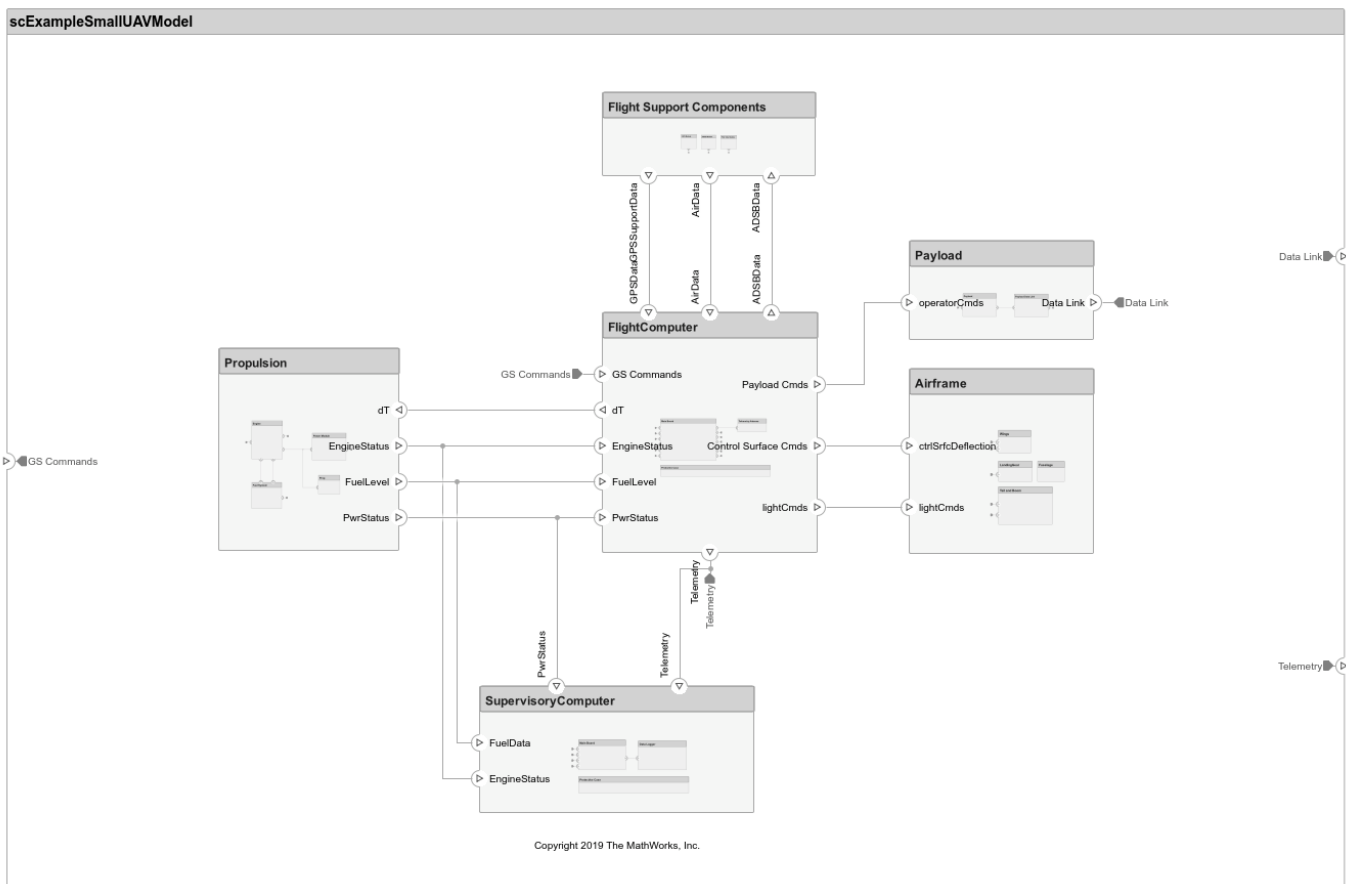 scExampleSmallUAVModel
Flight Support Components
GPSSupportData
AirData
ADSBData
GPSData
AirData
ADSBData
Payload
operatorCmds
Data Link
Data Link
Data Link
FlightComputer
GS Commands
GS Commands
dT
EngineStatus
FuelLevel
PwrStatus
Payload Cmds
Control Surface Cmds
lightCmds
Telemetry
Telemetry
Propulsion
dT
EngineStatus
FuelLevel
PwrStatus
Airframe
ctrlSrfcDeflection
lightCmds
GS Commands
PwrStatus
Telemetry
Telemetry
SupervisoryComputer
FuelData
EngineStatus
Copyright 2019 The MathWorks, Inc.